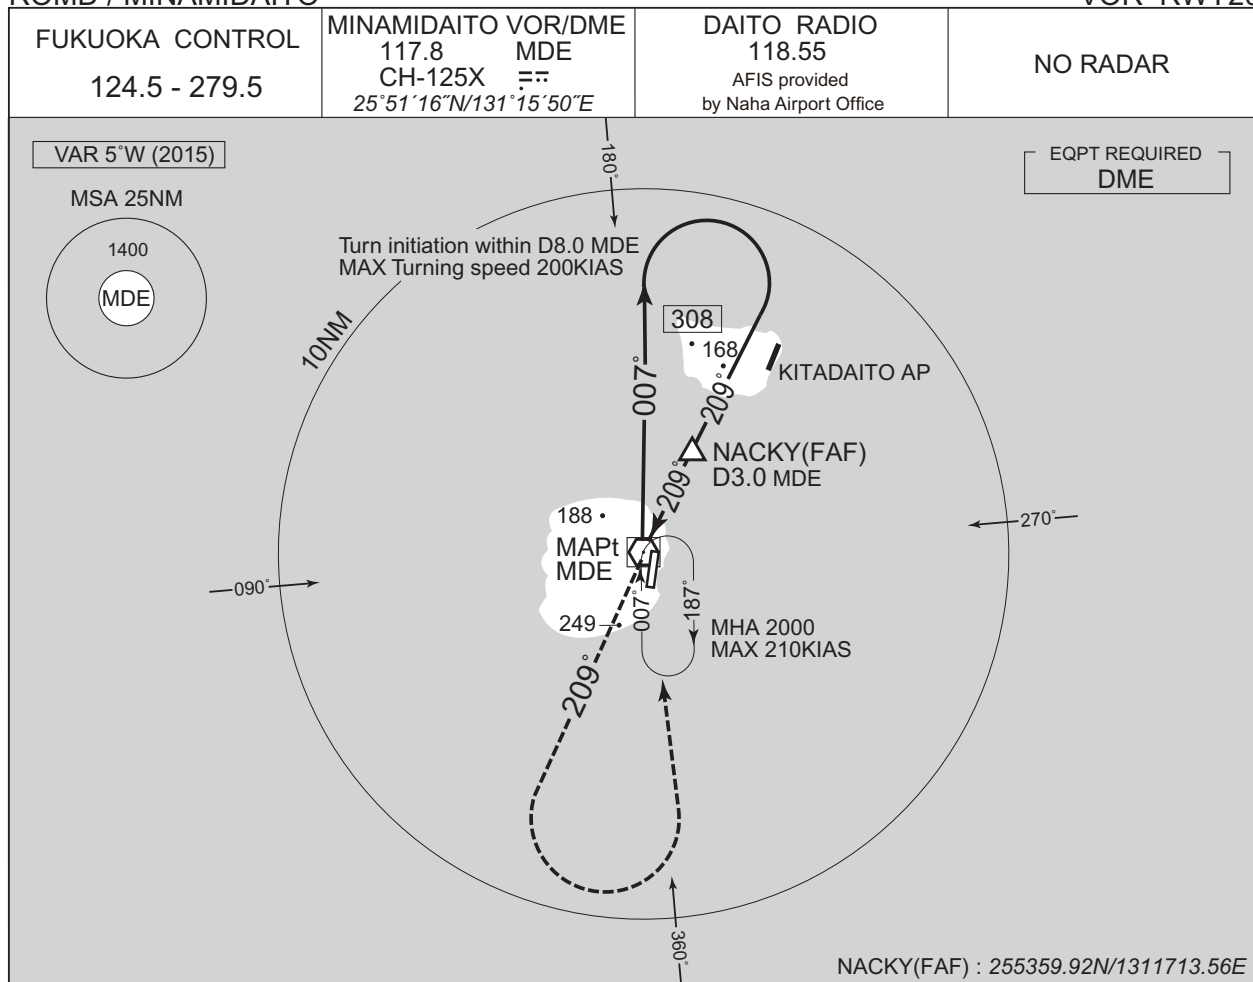 FUKUOKA CONTROL
124.5 - 279.5
MINAMIDAITO VOR/DME
117.8 MDE
CH-125X
25°51´16˝N/131°15´50˝E
DAITO RADIO
118.55
AFIS provided
by Naha Airport Office
NO RADAR
VAR 5°W (2015)
EQPT REQUIRED
DME
MSA 25NM
1400
MDE
180°
Turn initiation within D8.0 MDE
MAX Turning speed 200KIAS
10NM
308
168
KITADAITO AP
007°
209°
NACKY(FAF)
D3.0 MDE
209°
188
MAPt
MDE
270°
090°
249
007°
187°
MHA 2000
MAX 210KIAS
209°
360°
NACKY(FAF) : 255359.92N/1311713.56E